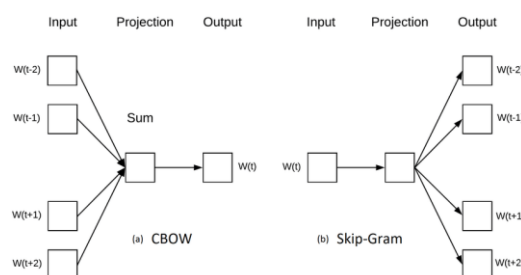 Input Projection Output
W(t-2)
W(t-1)
Sum
W(t)
W(t+1)
W(t+2)
(a) CBOW
Input Projection Output
W(t-2)
W(t-1)
W(t)
W(t+1)
W(t+2)
(b) Skip-Gram